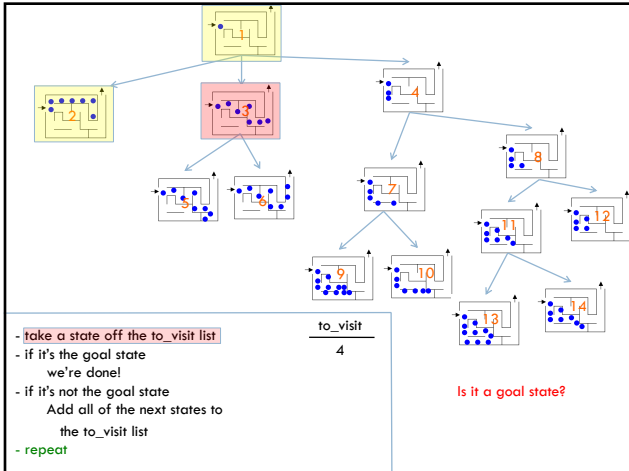 1
2
3
4
5
6
7
8
9
10
11
12
13
14
- take a state off the to_visit list
- if it's the goal state
we're done!
- if it's not the goal state
Add all of the next states to
the to_visit list
- repeat
to_visit
4
Is it a goal state?